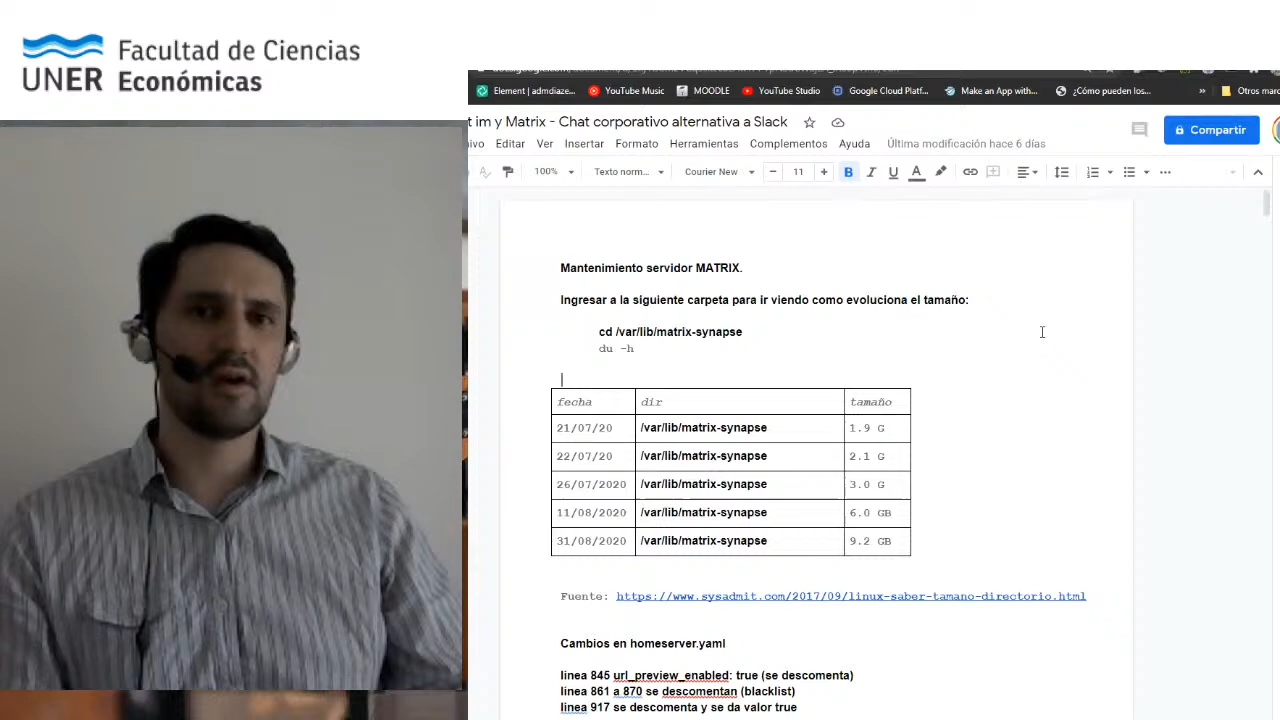 Facultad de Ciencias
UNER Económicas
Element | admdiaze... YouTube Music MOODLE YouTube Studio Google Cloud Platf... Make an App with... ¿Cómo pueden los... » Otros marc
t im y Matrix - Chat corporativo alternativa a Slack
Compartir
ivo Editar Ver Insertar Formato Herramientas Complementos Ayuda Última modificación hace 6 días
100% Texto norm... Courier New 11 B I U A
Mantenimiento servidor MATRIX.
Ingresar a la siguiente carpeta para ir viendo como evoluciona el tamaño:
cd /var/lib/matrix-synapse
du -h
fecha dir tamaño
21/07/20 /var/lib/matrix-synapse 1.9 G
22/07/20 /var/lib/matrix-synapse 2.1 G
26/07/2020 /var/lib/matrix-synapse 3.0 G
11/08/2020 /var/lib/matrix-synapse 6.0 GB
31/08/2020 /var/lib/matrix-synapse 9.2 GB
Fuente: https://www.sysadmit.com/2017/09/linux-saber-tamano-directorio.html
Cambios en homeserver.yaml
linea 845 url_preview_enabled: true (se descomenta)
linea 861 a 870 se descomentan (blacklist)
linea 917 se descomenta y se da valor true